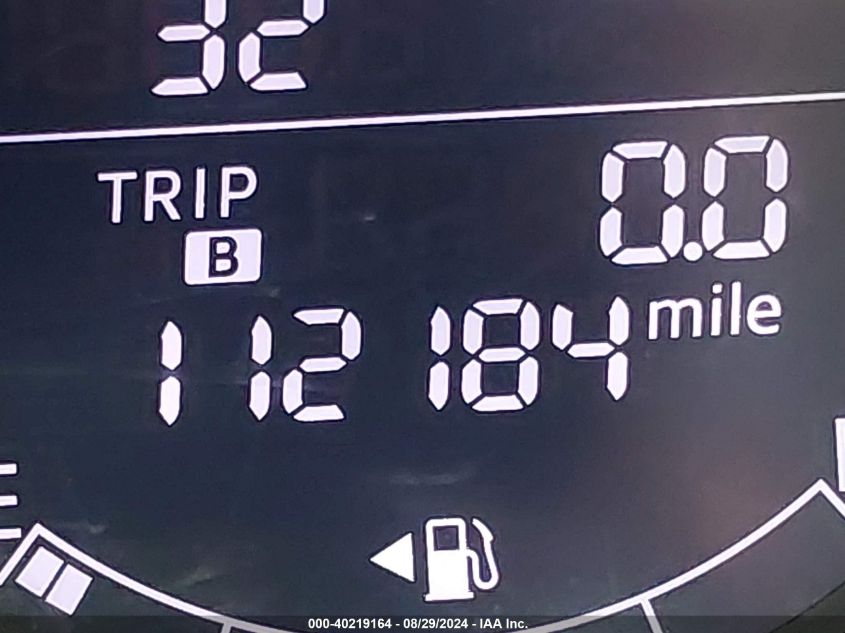 32
TRIP 0.0
B
112184 mile
E
000-40219164 - 08/29/2024 - IAA Inc.